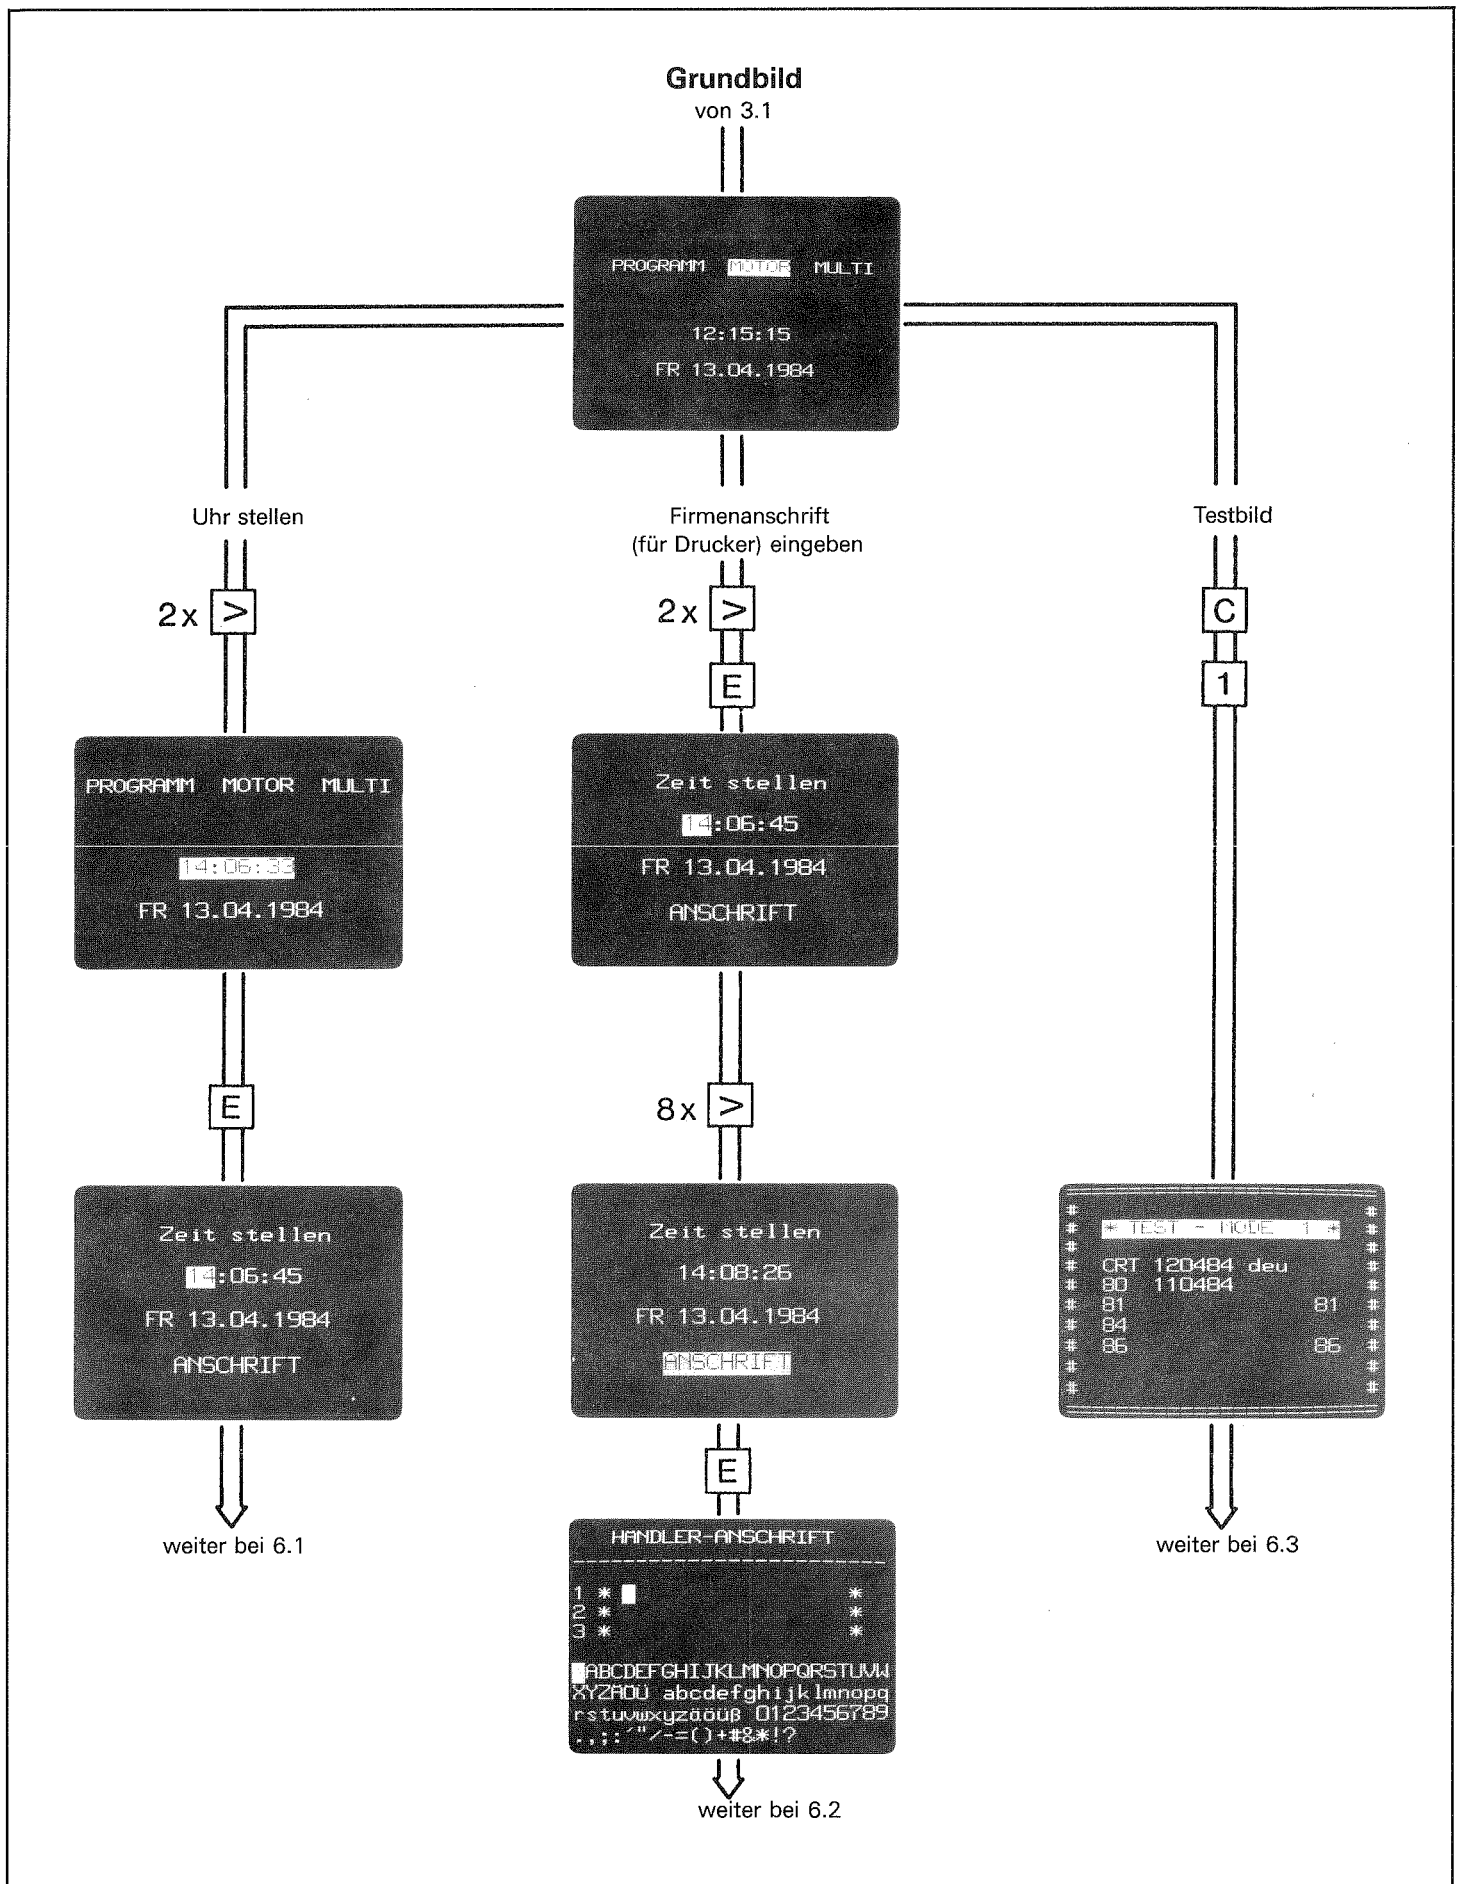 Grundbild
von 3.1
PROGRAMM MOTOR MULTI
12:15:15
FR 13.04.1984
Uhr stellen
2x >
PROGRAMM MOTOR MULTI
14:06:33
FR 13.04.1984
E
Zeit stellen
14:06:45
FR 13.04.1984
ANSCHRIFT
weiter bei 6.1
Firmenanschrift
(für Drucker) eingeben
2x >
E
Zeit stellen
14:06:45
FR 13.04.1984
ANSCHRIFT
8x >
Zeit stellen
14:08:26
FR 13.04.1984
ANSCHRIFT
E
HÄNDLER-ANSCHRIFT
--------------------------
1 * *
2 * *
3 * *
ABCDEFGHIJKLMNOPQRSTUVW
XYZÄÖÜ abcdefghijklmnopq
rstuvwxyzäöüß 0123456789
.,;:´"/-=()+#&*!?
weiter bei 6.2
Testbild
C
1
* TEST - MODE 1 *
# CRT 120484 deu #
# 80 110484 #
# 81 81 #
# 84 #
# 86 86 #
weiter bei 6.3